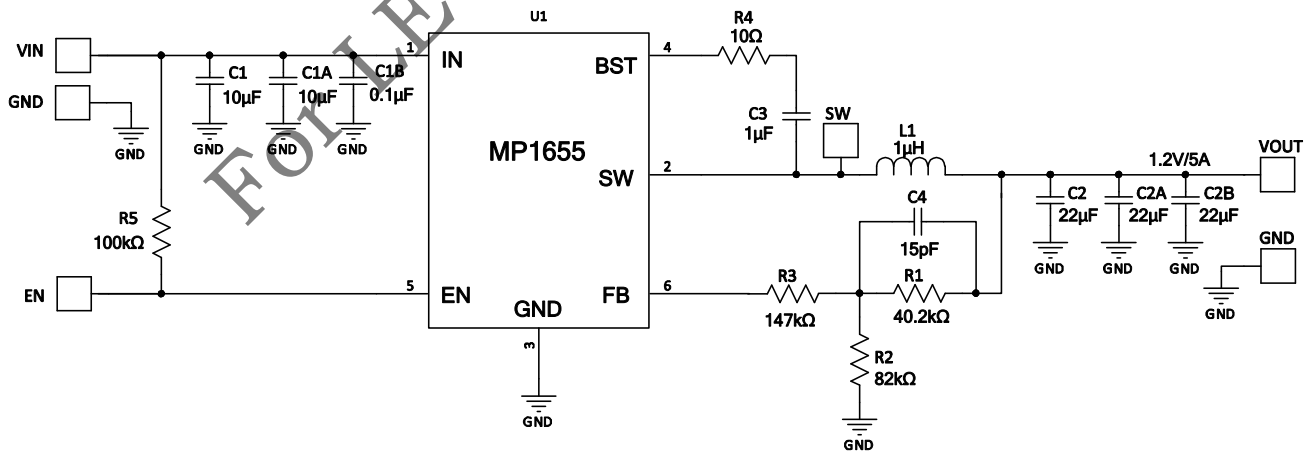 U1
VIN
GND
GND
C1
10µF
GND
C1A
10µF
GND
C1B
0.1µF
GND
R5
100kΩ
EN
1
IN
BST
4
MP1655
SW
2
5
EN
FB
6
GND
3
GND
R4
10Ω
C3
1µF
SW
L1
1µH
C4
15pF
R3
147kΩ
R1
40.2kΩ
R2
82kΩ
GND
1.2V/5A
VOUT
C2
22µF
GND
C2A
22µF
GND
C2B
22µF
GND
GND
GND
For LE